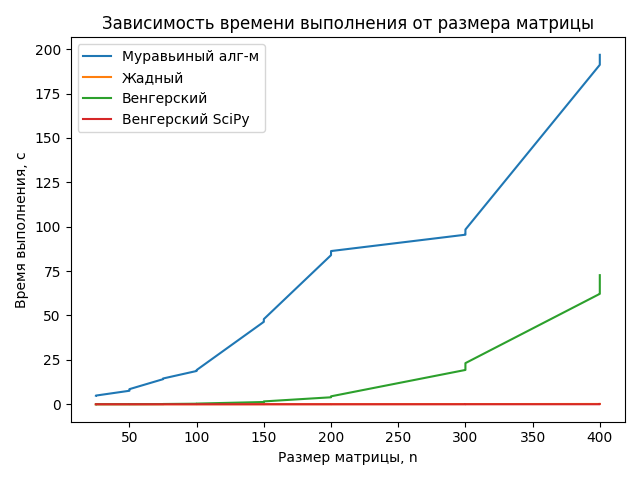 Зависимость времени выполнения от размера матрицы
Муравьиный алг-м
Жадный
Венгерский
Венгерский SciPy
Время выполнения, с
200
175
150
125
100
75
50
25
0
50 100 150 200 250 300 350 400
Размер матрицы, n